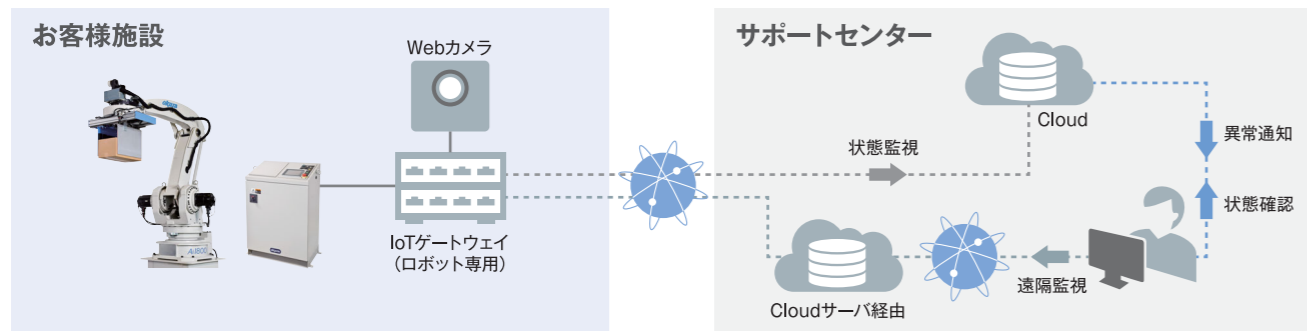 お客様施設
サポートセンター
Webカメラ
Cloud
異常通知
状態監視
状態確認
IoTゲートウェイ
(ロボット専用)
遠隔監視
Cloudサーバ経由